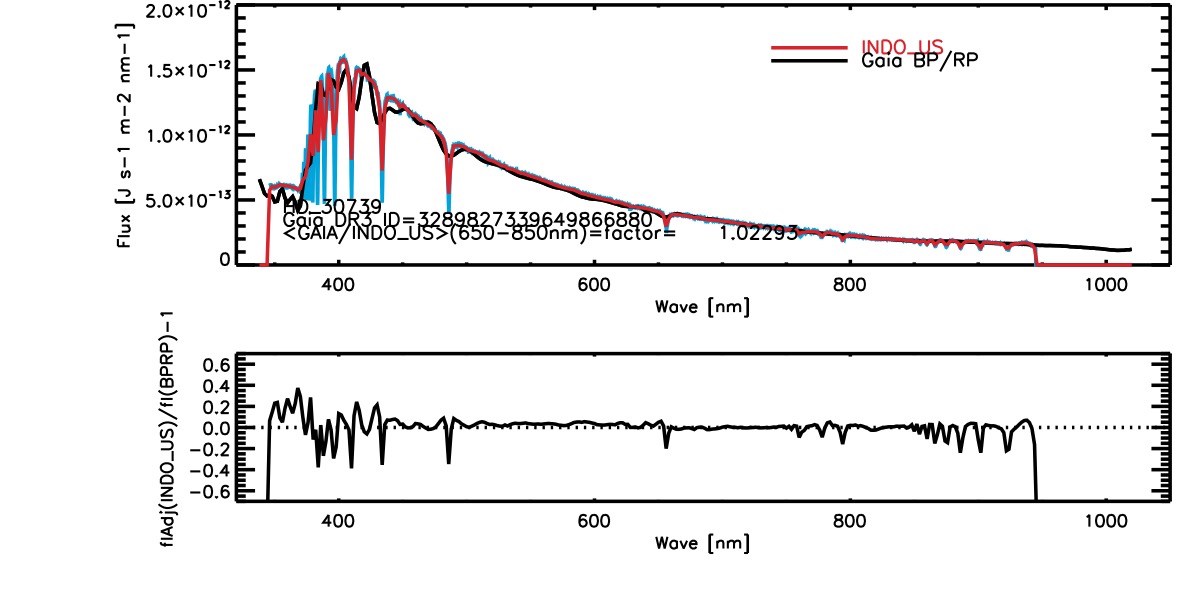 2.0×10⁻¹²
1.5×10⁻¹²
1.0×10⁻¹²
5.0×10⁻¹³
0
Flux [J s−1 m−2 nm−1]
INDO_US
Gaia BP/RP
HD_30739
Gaia DR3 ID=3289827339649866880
<GAIA/INDO_US>(650−850nm)=factor= 1.02293
400 600 800 1000
Wave [nm]
flAdj(INDO_US)/fl(BPRP)−1
0.6
0.4
0.2
0.0
−0.2
−0.4
−0.6
400 600 800 1000
Wave [nm]